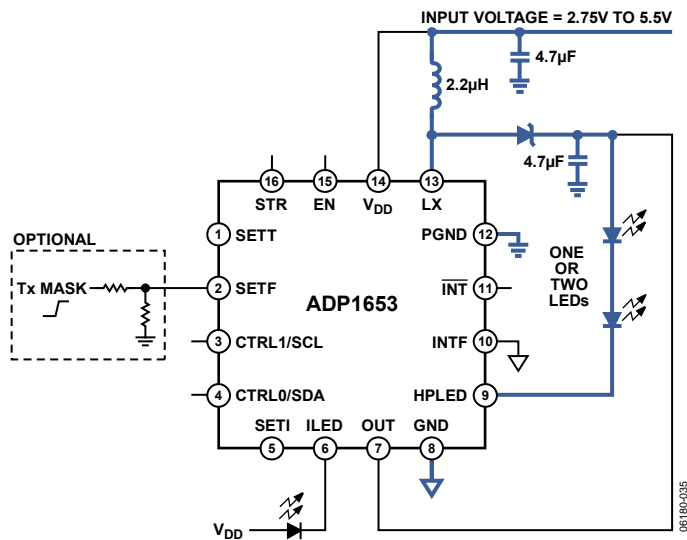 INPUT VOLTAGE = 2.75V TO 5.5V
4.7µF
2.2µH
4.7µF
16 15 14 13
STR EN VDD LX
OPTIONAL
Tx MASK
1 SETT
2 SETF
3 CTRL1/SCL
4 CTRL0/SDA
ADP1653
PGND 12
INT 11
INTF 10
HPLED 9
ONE
OR
TWO
LEDs
SETI ILED OUT GND
5 6 7 8
VDD
06180-035